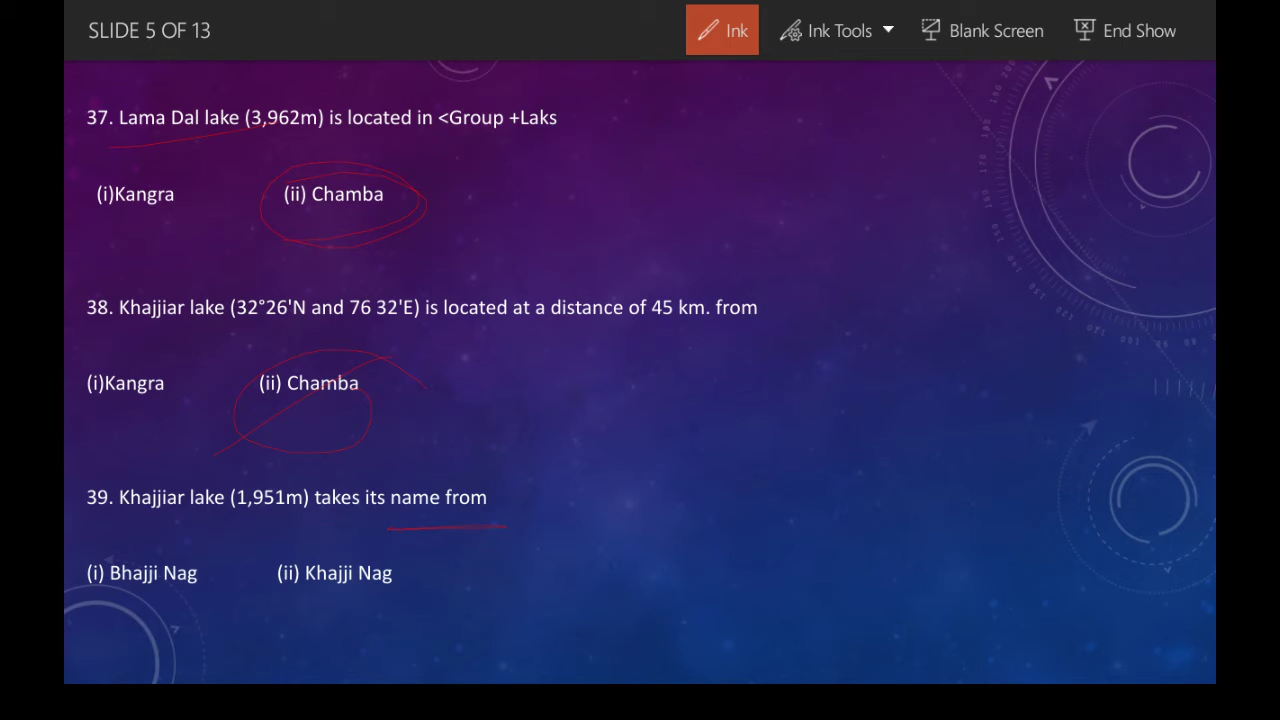 SLIDE 5 OF 13
Ink
Ink Tools
Blank Screen
End Show
37. Lama Dal lake (3,962m) is located in <Group +Laks
(i)Kangra (ii) Chamba
38. Khajjiar lake (32°26'N and 76 32'E) is located at a distance of 45 km. from
(i)Kangra (ii) Chamba
39. Khajjiar lake (1,951m) takes its name from
(i) Bhajji Nag (ii) Khajji Nag